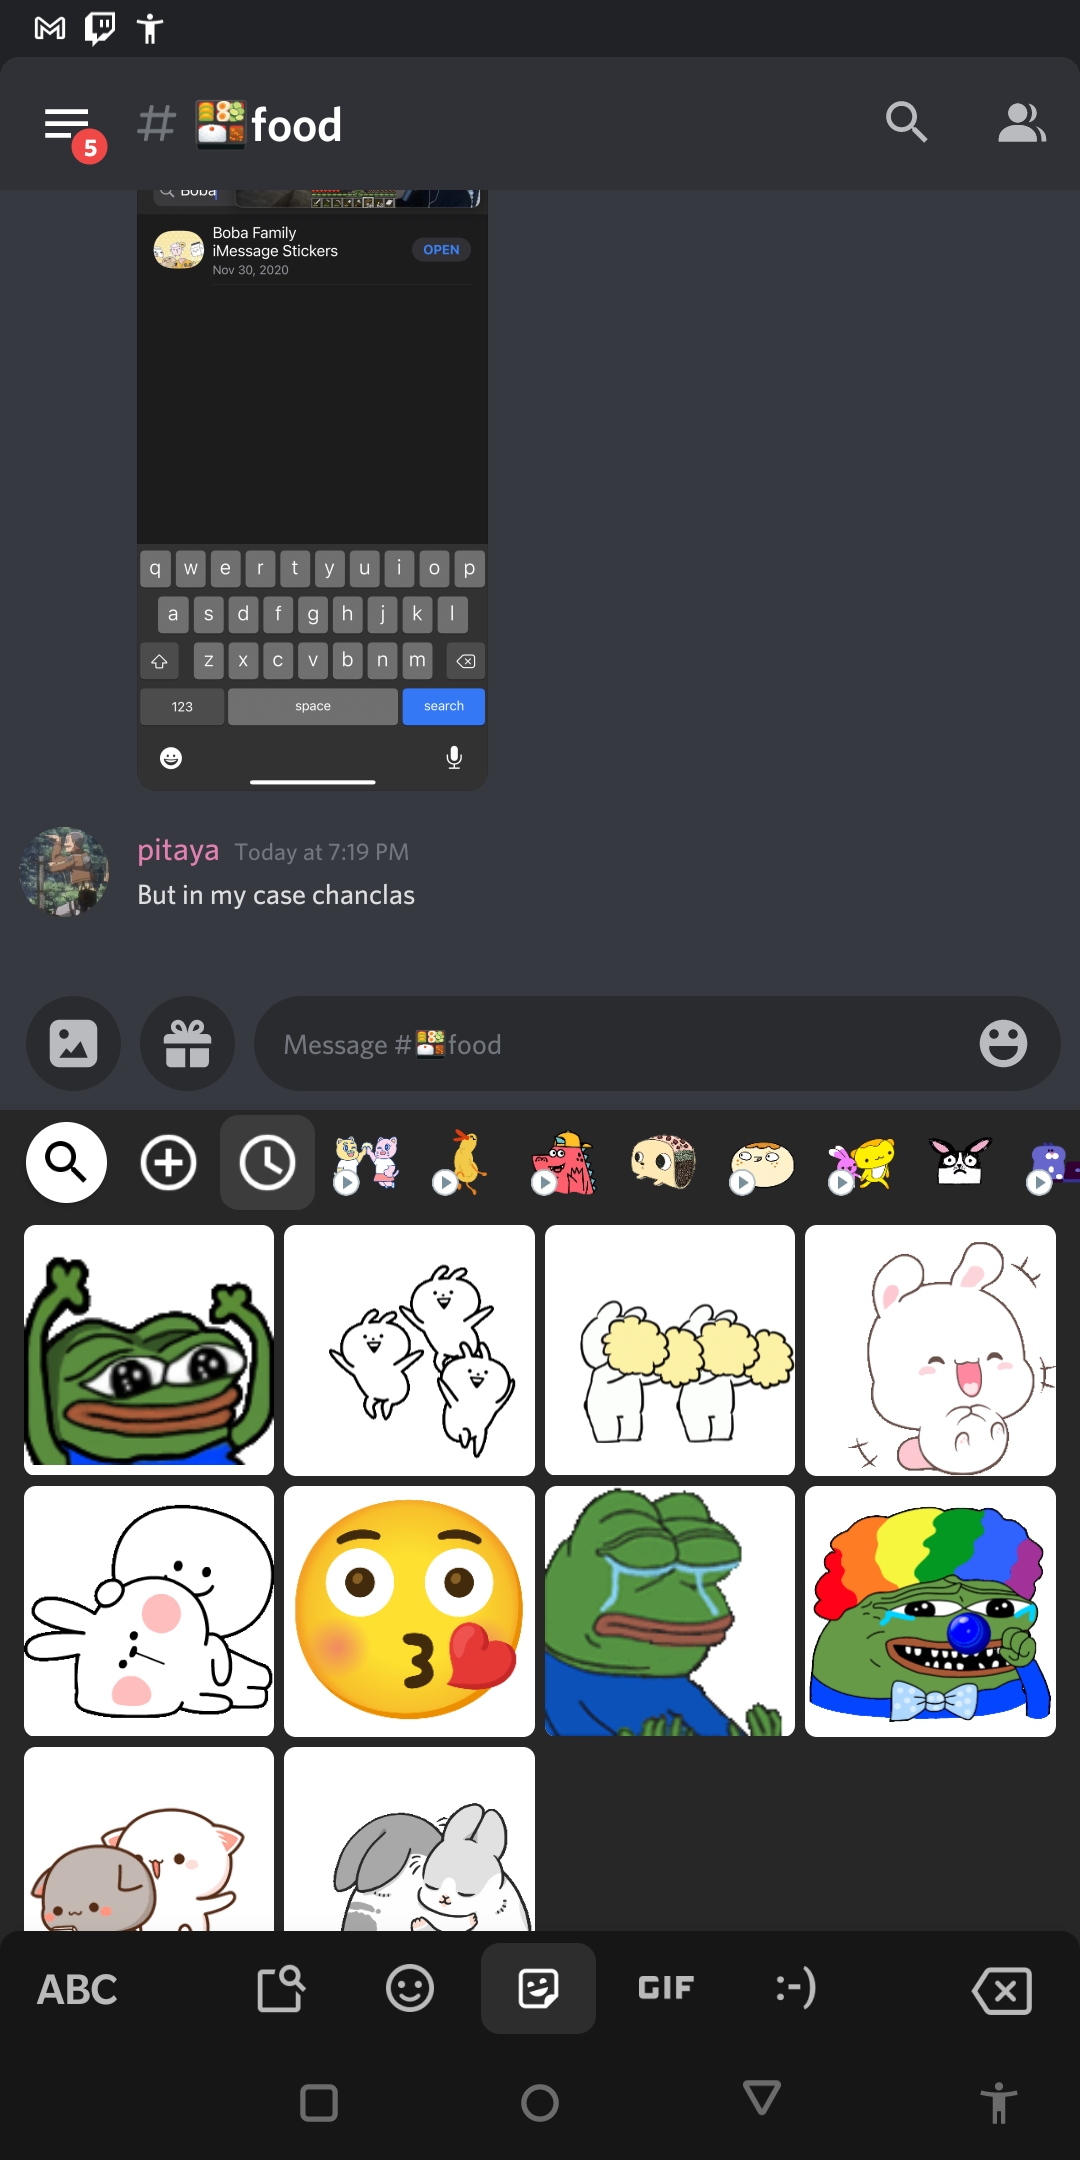 5
# food
Boba
Boba Family
iMessage Stickers
OPEN
Nov 30, 2020
q w e r t y u i o p
a s d f g h j k l
z x c v b n m
123 space search
pitaya Today at 7:19 PM
But in my case chanclas
Message #food
ABC GIF :-)